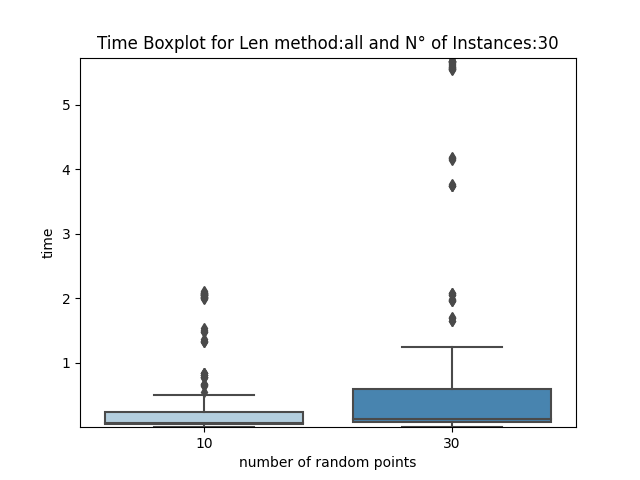 Time Boxplot for Len method:all and N° of Instances:30
5
4
3
2
1
time
10 30
number of random points